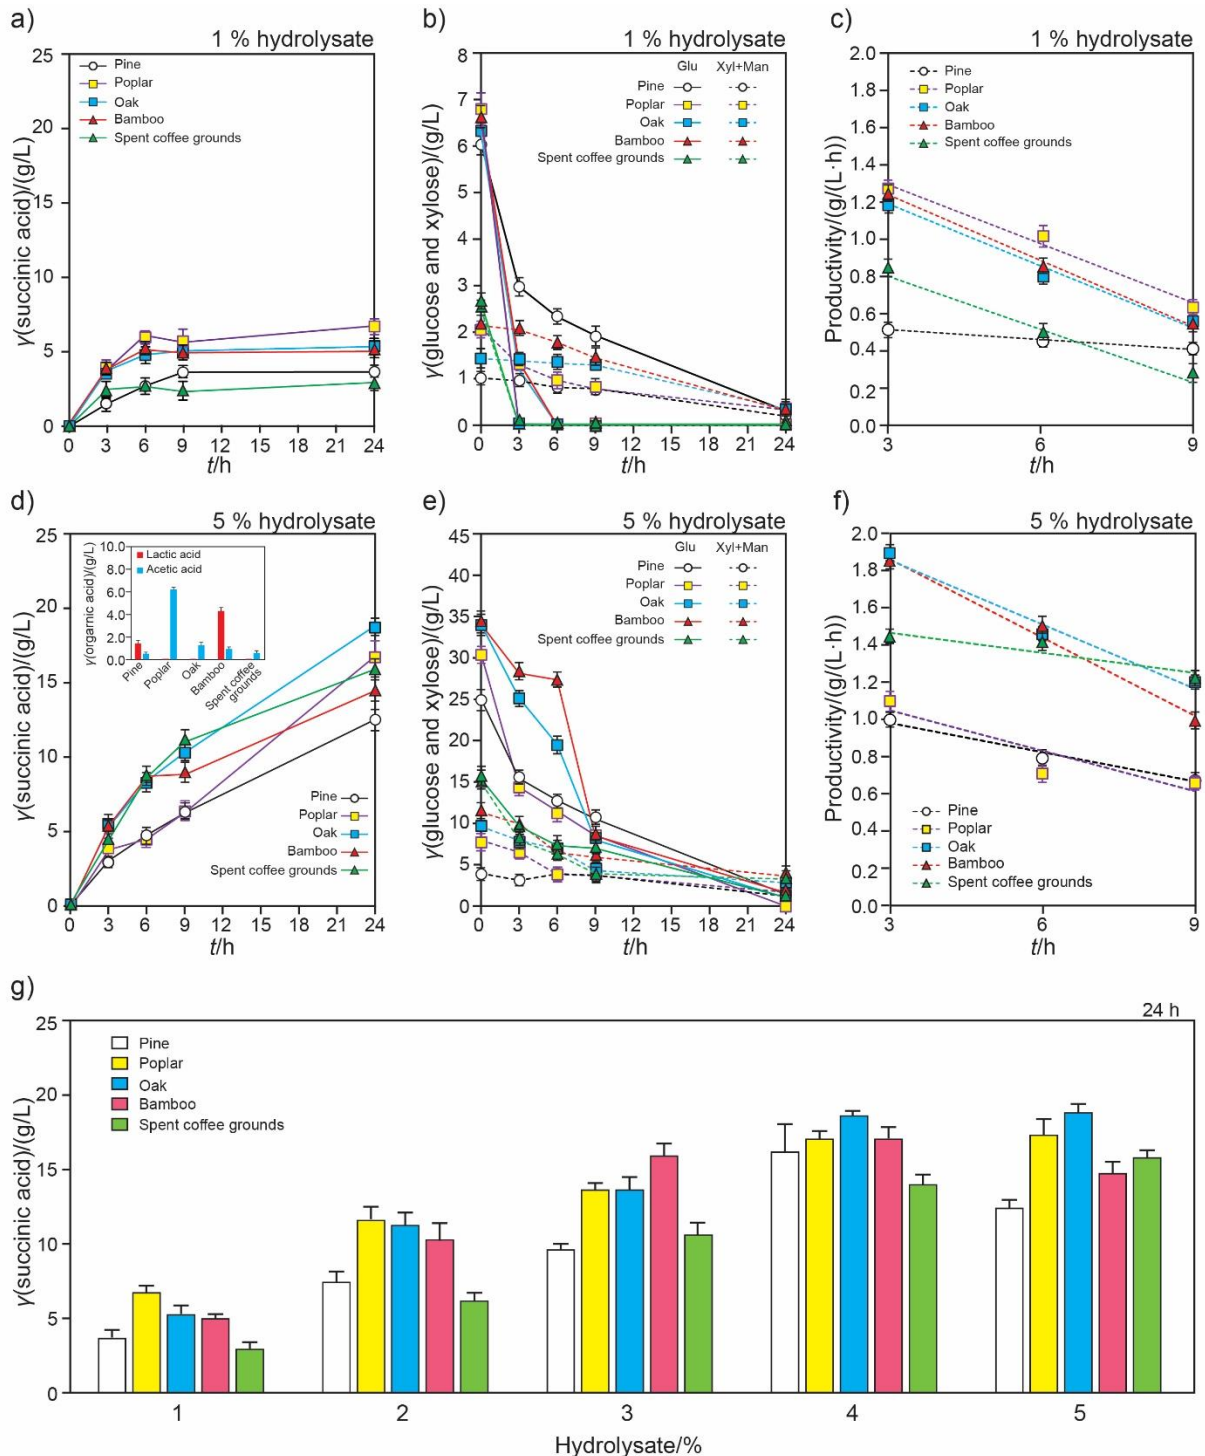 a)
1 % hydrolysate
γ(succinic acid)/(g/L)
25
20
15
10
5
0
Pine
Poplar
Oak
Bamboo
Spent coffee grounds
0 3 6 9 12 15 18 21 24
t/h
b)
1 % hydrolysate
γ(glucose and xylose)/(g/L)
8
7
6
5
4
3
2
1
0
Glu Xyl+Man
Pine
Poplar
Oak
Bamboo
Spent coffee grounds
0 3 6 9 12 15 18 21 24
t/h
c)
1 % hydrolysate
Productivity/(g/(L·h))
2.0
1.8
1.6
1.4
1.2
1.0
0.8
0.6
0.4
0.2
0.0
Pine
Poplar
Oak
Bamboo
Spent coffee grounds
3 6 9
t/h
d)
5 % hydrolysate
γ(succinic acid)/(g/L)
25
20
15
10
5
0
γ(orgarnic acid)/(g/L)
10.0
8.0
6.0
4.0
2.0
0.0
Lactic acid
Acetic acid
Pine
Poplar
Oak
Bamboo
Spent coffee
grounds
Pine
Poplar
Oak
Bamboo
Spent coffee grounds
0 3 6 9 12 15 18 21 24
t/h
e)
5 % hydrolysate
γ(glucose and xylose)/(g/L)
45
40
35
30
25
20
15
10
5
0
Glu Xyl+Man
Pine
Poplar
Oak
Bamboo
Spent coffee grounds
0 3 6 9 12 15 18 21 24
t/h
f)
5 % hydrolysate
Productivity/(g/(L·h))
2.0
1.8
1.6
1.4
1.2
1.0
0.8
0.6
0.4
0.2
0.0
Pine
Poplar
Oak
Bamboo
Spent coffee grounds
3 6 9
t/h
g)
24 h
γ(succinic acid)/(g/L)
25
20
15
10
5
0
Pine
Poplar
Oak
Bamboo
Spent coffee grounds
1 2 3 4 5
Hydrolysate/%